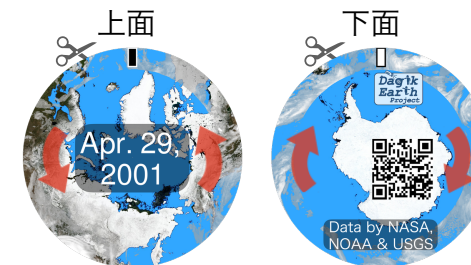 上面
下面
Apr. 29,
2001
Dagik
Earth
Project
Data by NASA,
NOAA & USGS